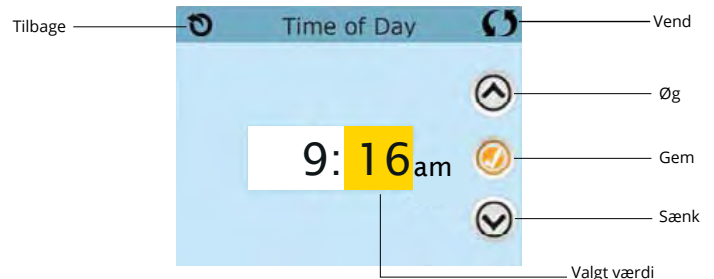 Tilbage
Time of Day
Vend
Øg
9: 16am
Gem
Sænk
Valgt værdi